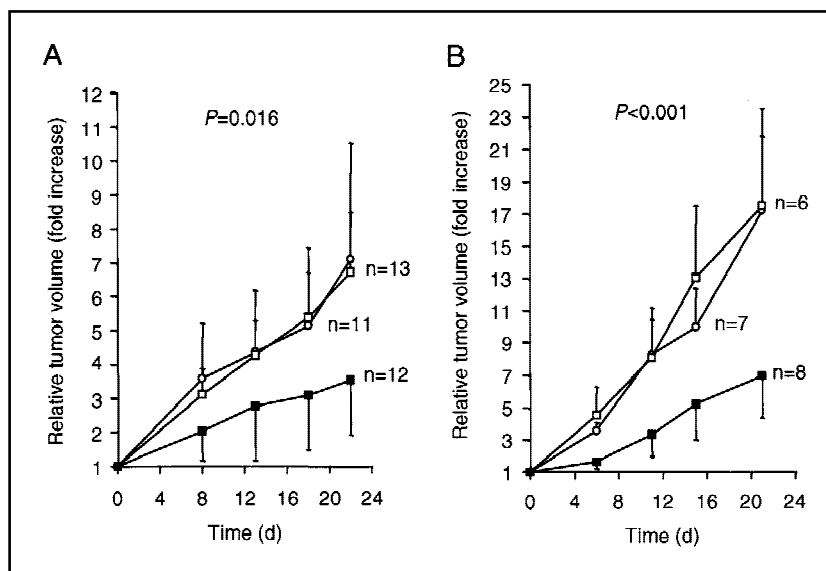 A
P=0.016
Relative tumor volume (fold increase)
12
11
10
9
8
7
6
5
4
3
2
1
n=13
n=11
n=12
0
4
8
12
16
20
24
Time (d)
B
P<0.001
Relative tumor volume (fold increase)
25
23
21
19
17
15
13
11
9
7
5
3
1
n=6
n=7
n=8
0
4
8
12
16
20
24
Time (d)